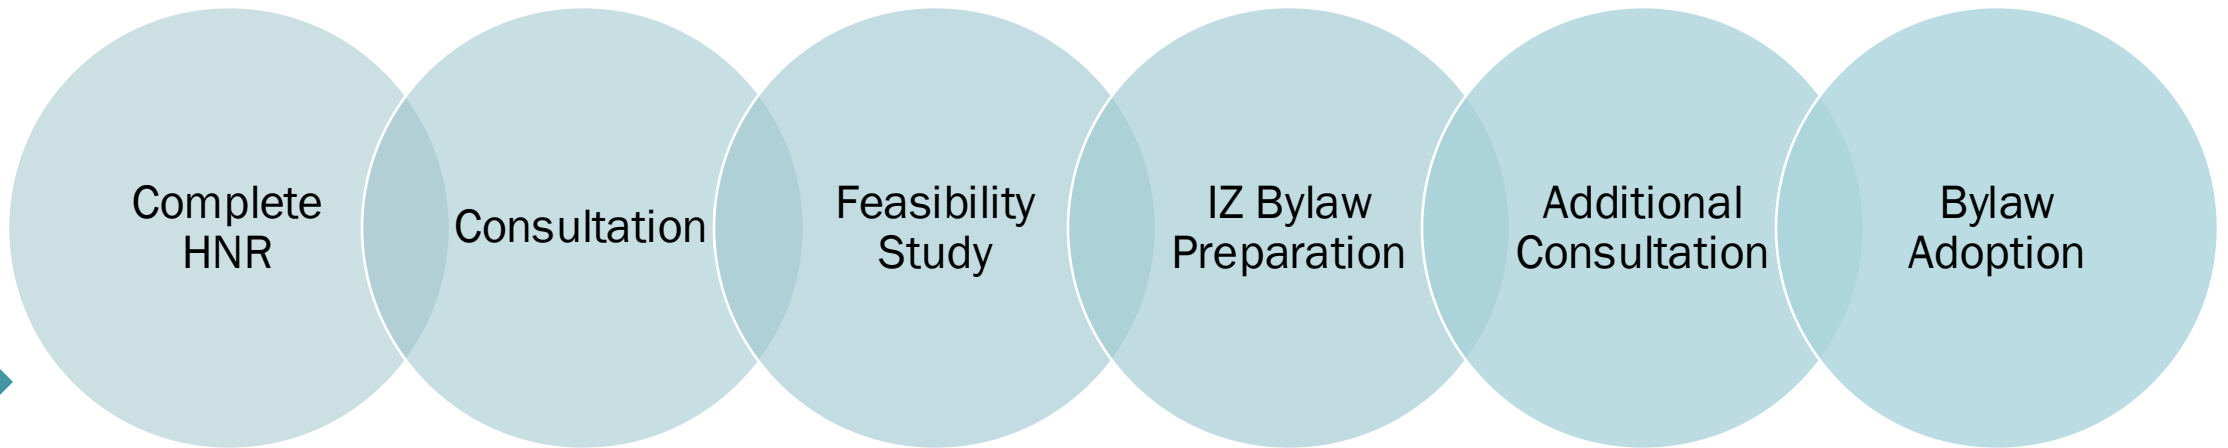 Complete
HNR
Consultation
Feasibility
Study
IZ Bylaw
Preparation
Additional
Consultation
Bylaw
Adoption